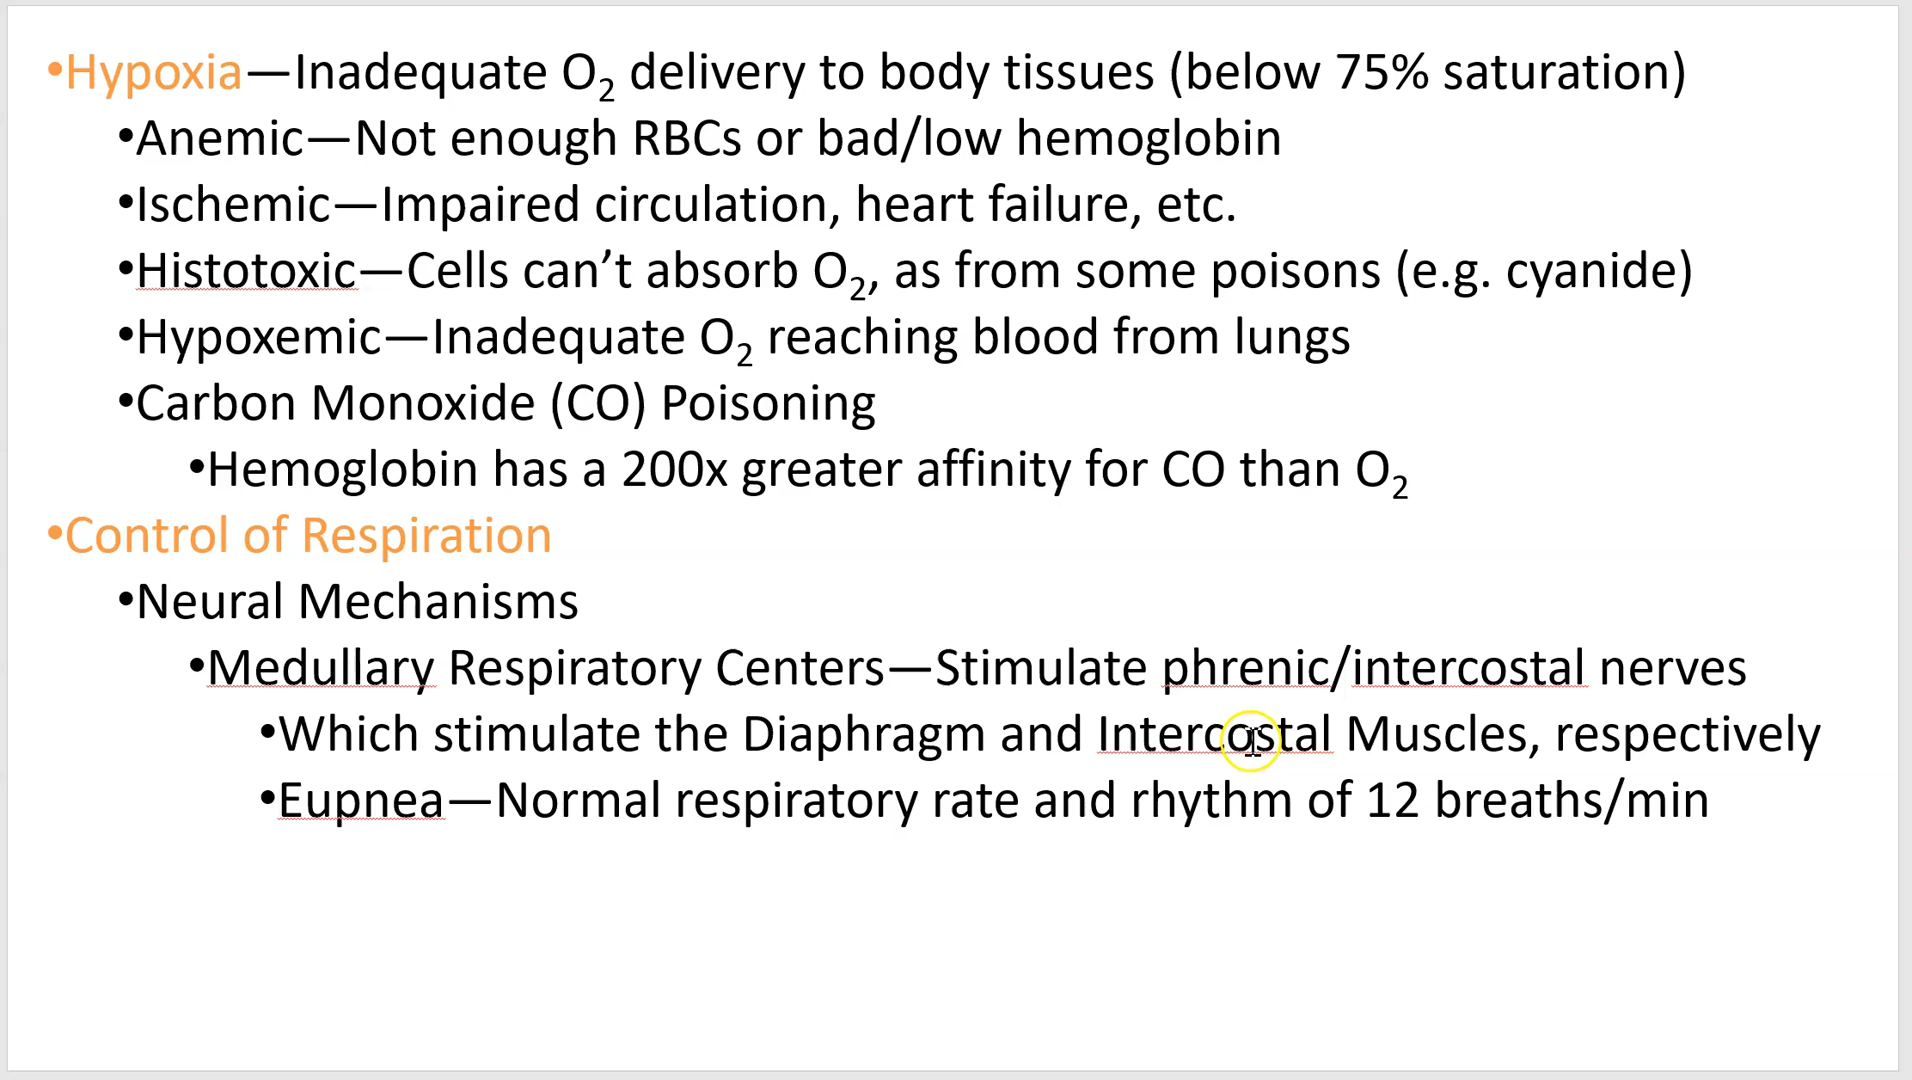 •Hypoxia—Inadequate O₂ delivery to body tissues (below 75% saturation)
•Anemic—Not enough RBCs or bad/low hemoglobin
•Ischemic—Impaired circulation, heart failure, etc.
•Histotoxic—Cells can’t absorb O₂, as from some poisons (e.g. cyanide)
•Hypoxemic—Inadequate O₂ reaching blood from lungs
•Carbon Monoxide (CO) Poisoning
•Hemoglobin has a 200x greater affinity for CO than O₂
•Control of Respiration
•Neural Mechanisms
•Medullary Respiratory Centers—Stimulate phrenic/intercostal nerves
•Which stimulate the Diaphragm and Intercostal Muscles, respectively
•Eupnea—Normal respiratory rate and rhythm of 12 breaths/min